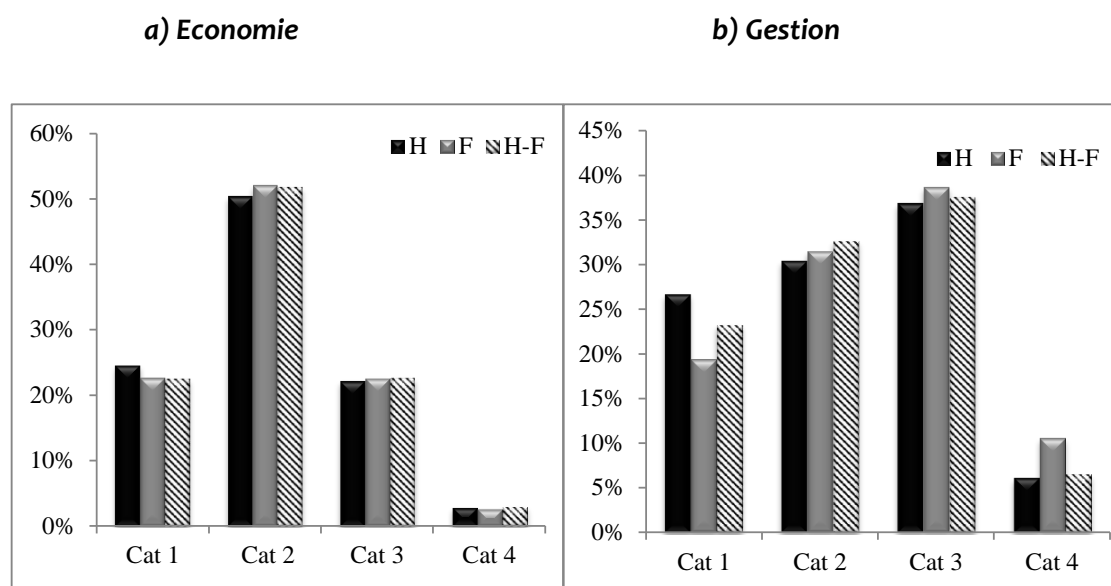 a) Economie
b) Gestion
H F H-F
60%
50%
40%
30%
20%
10%
0%
Cat 1 Cat 2 Cat 3 Cat 4
H F H-F
45%
40%
35%
30%
25%
20%
15%
10%
5%
0%
Cat 1 Cat 2 Cat 3 Cat 4